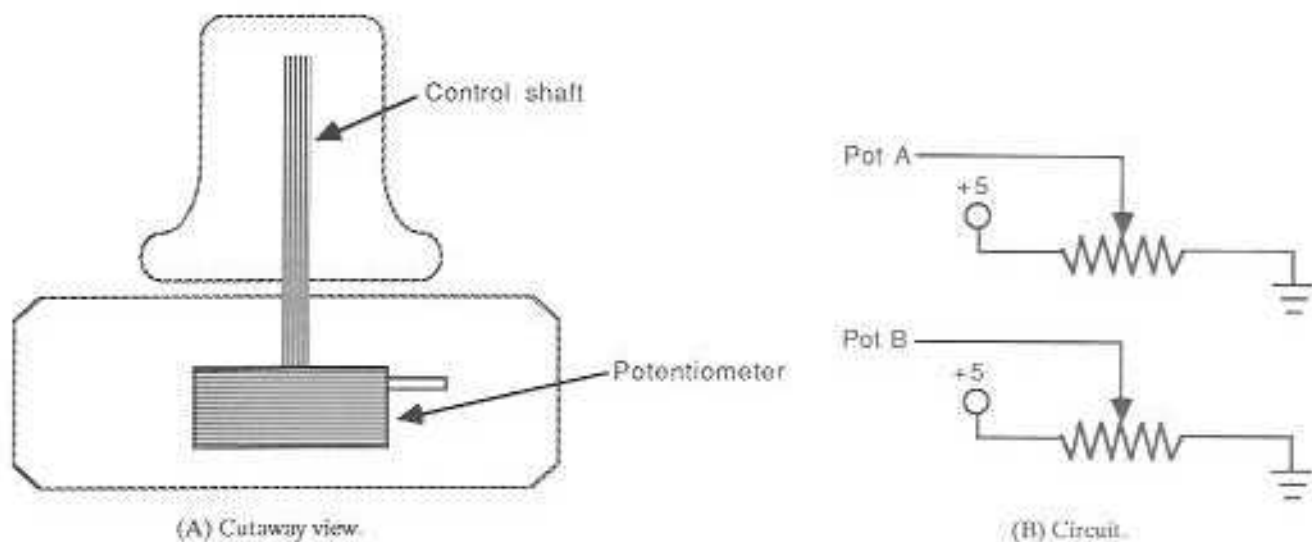 Control shaft
Potentiometer
(A) Cutaway view.
Pot A
+5
Pot B
+5
(B) Circuit.